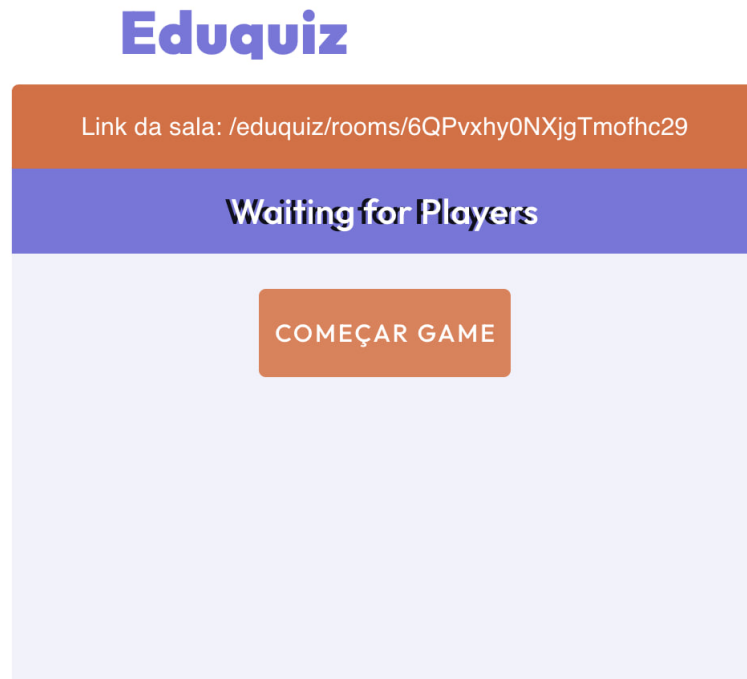 Eduquiz
Link da sala: /eduquiz/rooms/6QPvxhy0NXjgTmofhc29
Waiting for Players
COMEÇAR GAME